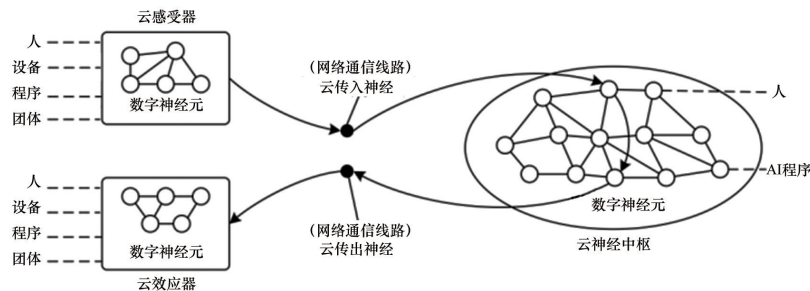 云感受器
人
设备
程序
团体
数字神经元
(网络通信线路)
云传入神经
人
AI程序
数字神经元
云神经中枢
人
设备
程序
团体
数字神经元
云效应器
(网络通信线路)
云传出神经